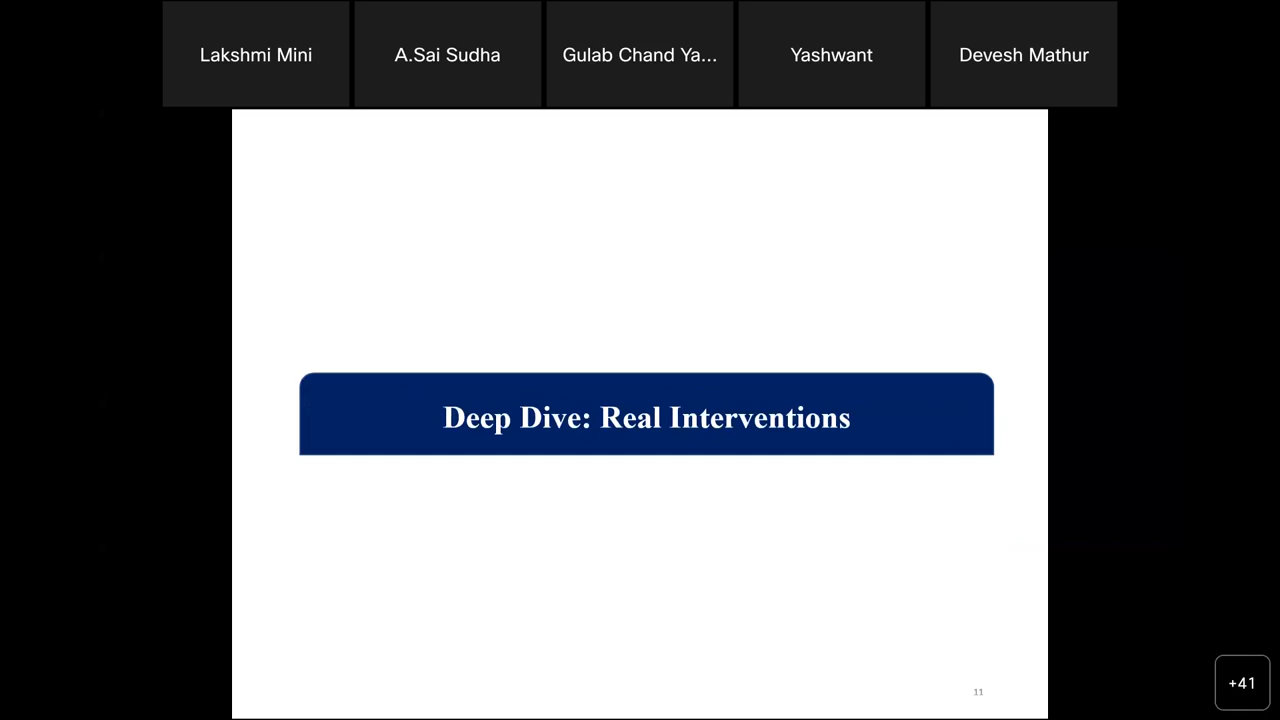 Lakshmi Mini
A.Sai Sudha
Gulab Chand Ya...
Yashwant
Devesh Mathur
Deep Dive: Real Interventions
11
+41